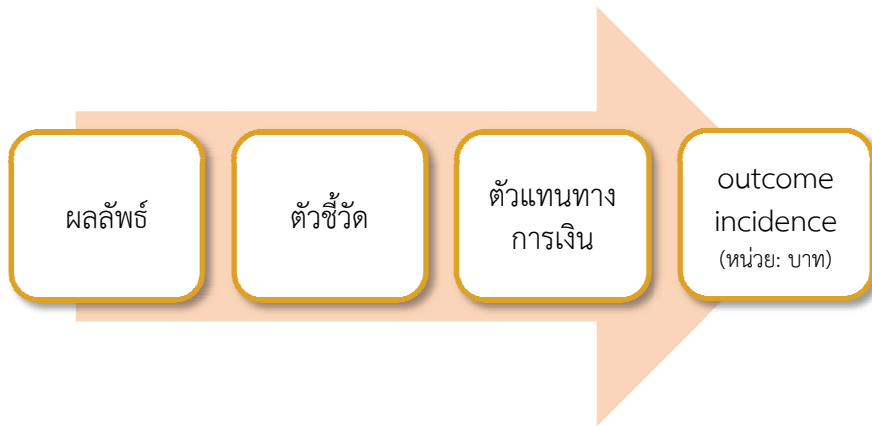 ผลลัพธ์
ตัวชี้วัด
ตัวแทนทาง
การเงิน
outcome
incidence
(หน่วย: บาท)